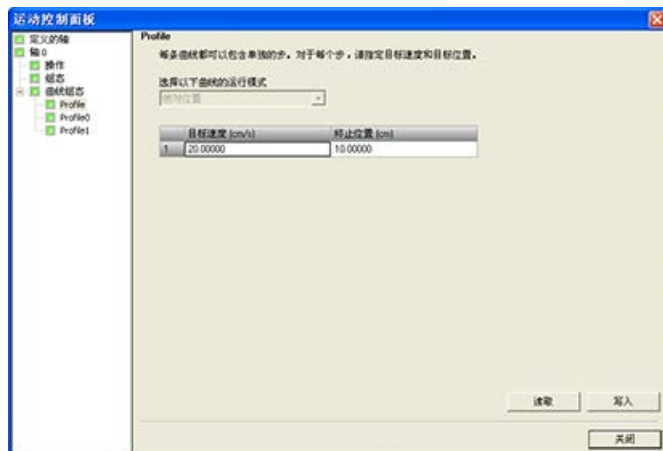 运动控制面板
定义的轴
轴 0
操作
组态
曲线组态
Profile
Profile0
Profile1
Profile
每条曲线都可以包含单独的步。对于每个步，请指定目标速度和目标位置。
选择以下曲线的运行模式
绝对位置
目标速度 [cm/s] 终止位置 [cm]
1 20.00000 10.00000
读取 写入
关闭